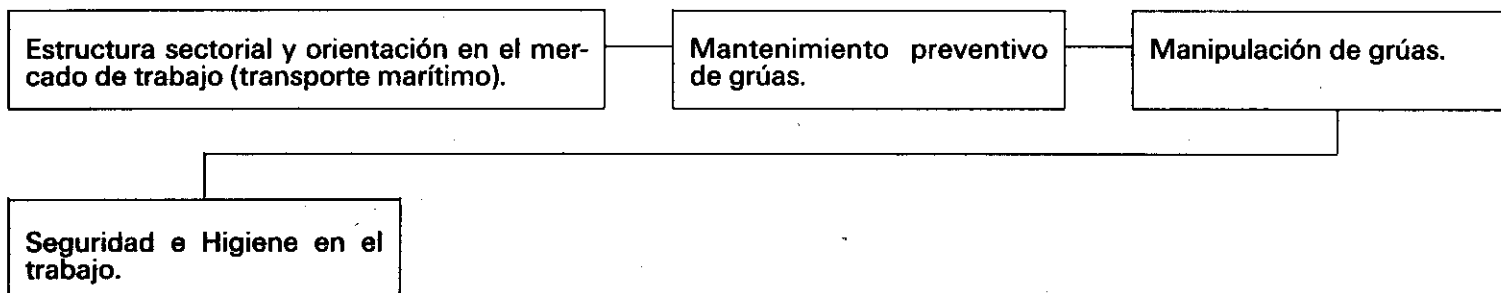 Estructura sectorial y orientación en el mer-
cado de trabajo (transporte marítimo).
Mantenimiento preventivo
de grúas.
Manipulación de grúas.
Seguridad e Higiene en el
trabajo.